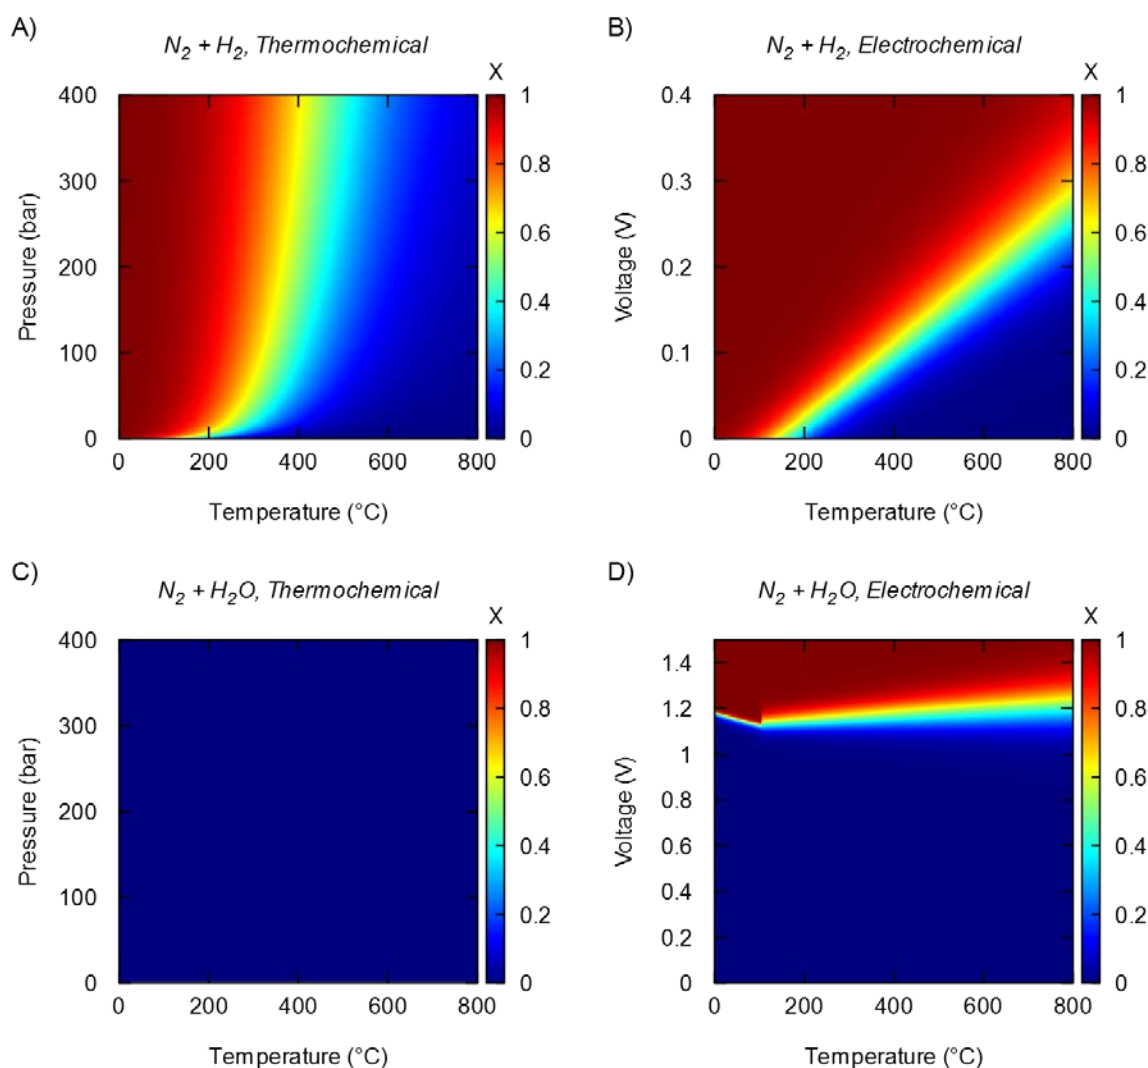 A)
N₂ + H₂, Thermochemical
X
400
300
200
100
0
Pressure (bar)
0 200 400 600 800
Temperature (°C)
1
0.8
0.6
0.4
0.2
0
B)
N₂ + H₂, Electrochemical
X
0.4
0.3
0.2
0.1
0
Voltage (V)
0 200 400 600 800
Temperature (°C)
1
0.8
0.6
0.4
0.2
0
C)
N₂ + H₂O, Thermochemical
X
400
300
200
100
0
Pressure (bar)
0 200 400 600 800
Temperature (°C)
1
0.8
0.6
0.4
0.2
0
D)
N₂ + H₂O, Electrochemical
X
1.4
1.2
1
0.8
0.6
0.4
0.2
0
Voltage (V)
0 200 400 600 800
Temperature (°C)
1
0.8
0.6
0.4
0.2
0